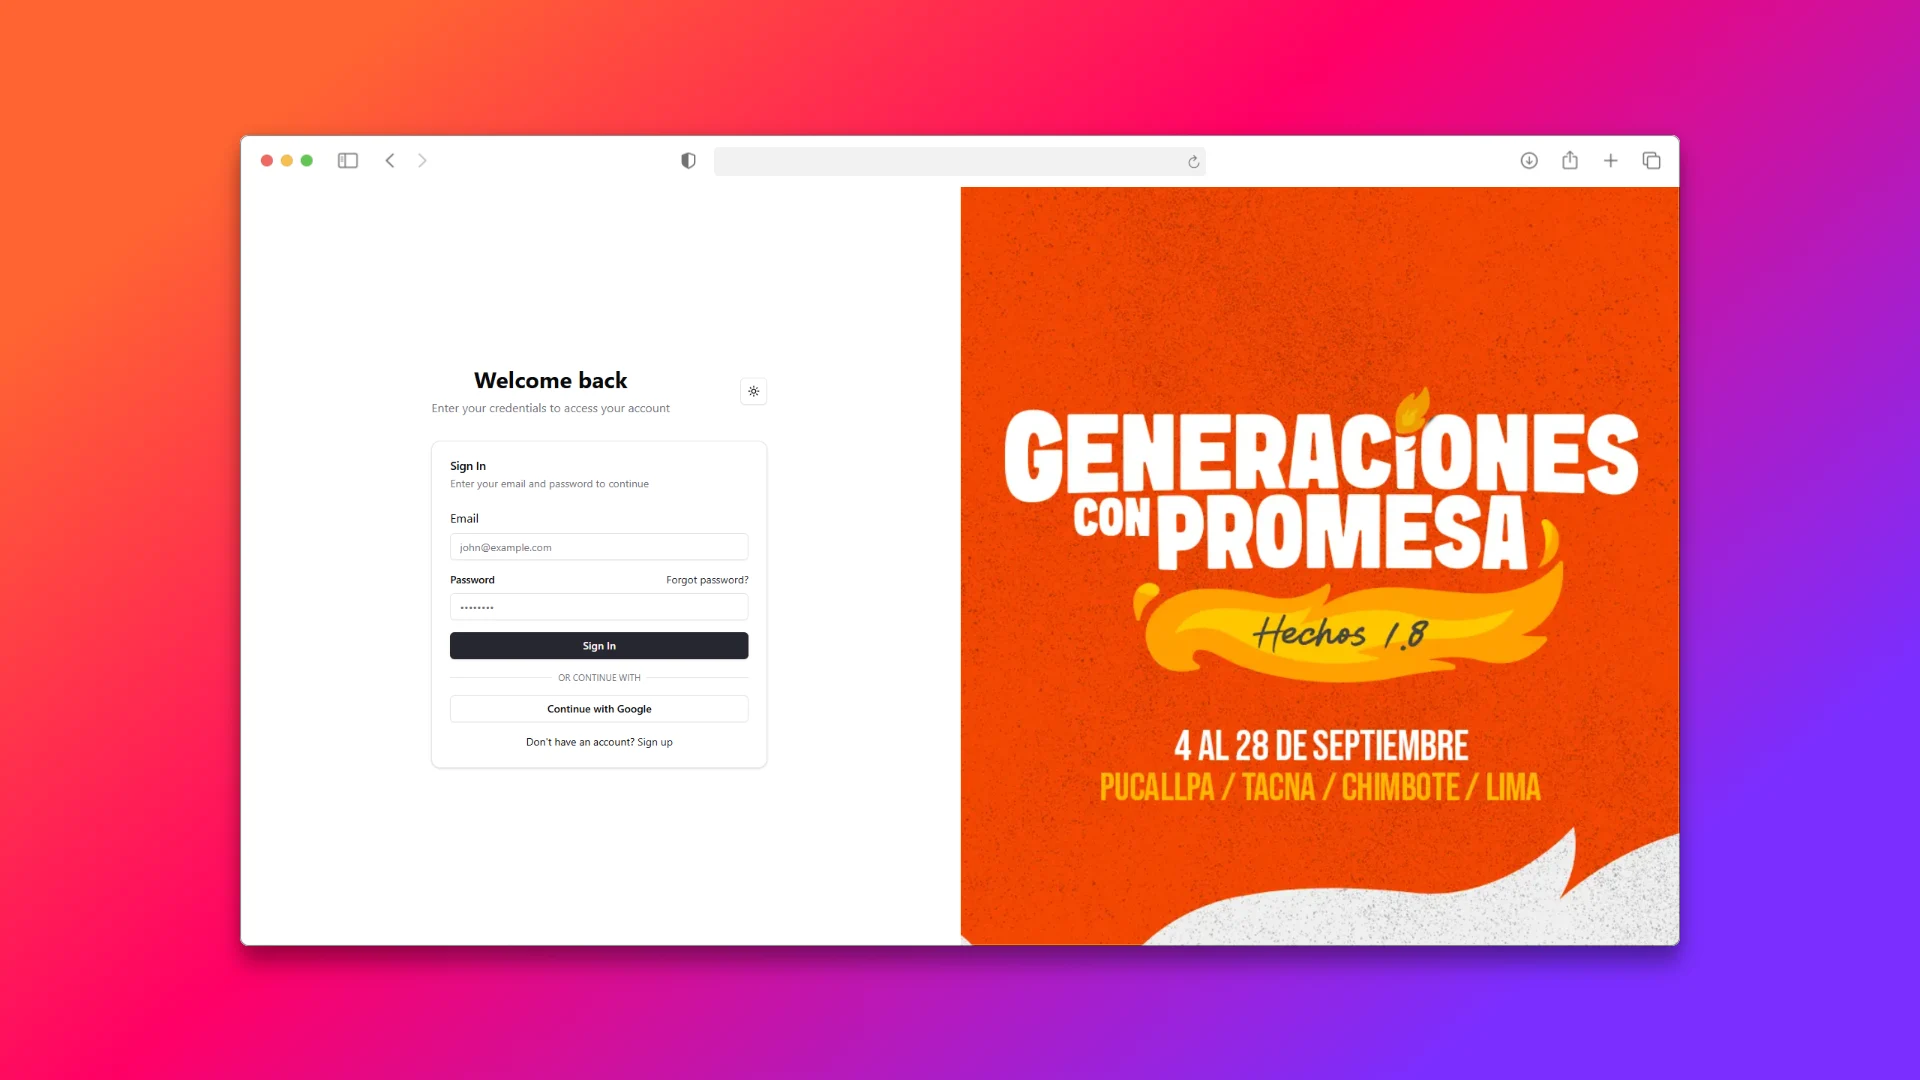 Welcome back
Enter your credentials to access your account
Sign In
Enter your email and password to continue
Email
john@example.com
Password
Forgot password?
••••••••
Sign In
OR CONTINUE WITH
Continue with Google
Don't have an account? Sign up
GENERACIONES
CON PROMESA
Hechos 1.8
4 AL 28 DE SEPTIEMBRE
PUCALLPA / TACNA / CHIMBOTE / LIMA